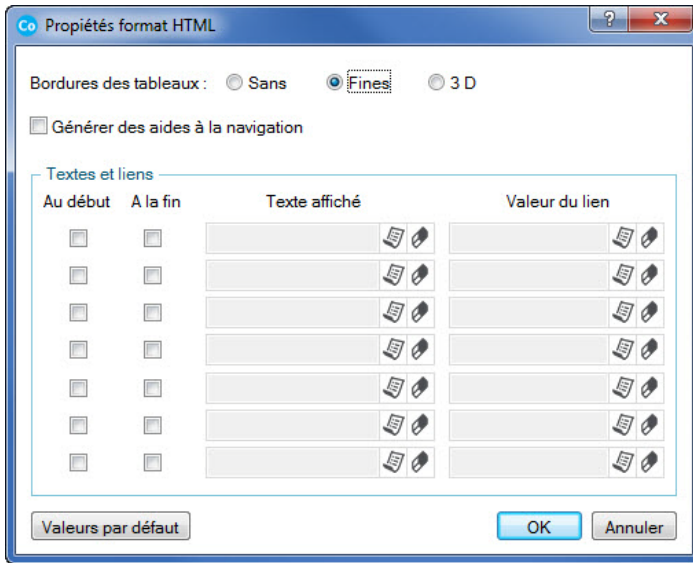 Co Propiétés format HTML
Bordures des tableaux : Sans Fines 3 D
Générer des aides à la navigation
Textes et liens
Au début A la fin Texte affiché Valeur du lien
Valeurs par défaut OK Annuler